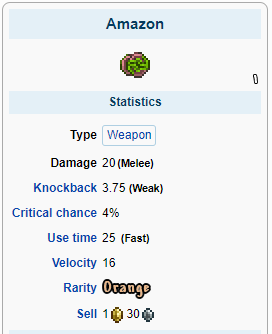 Amazon
Statistics
Type Weapon
Damage 20 (Melee)
Knockback 3.75 (Weak)
Critical chance 4%
Use time 25 (Fast)
Velocity 16
Rarity Orange
Sell 1 30